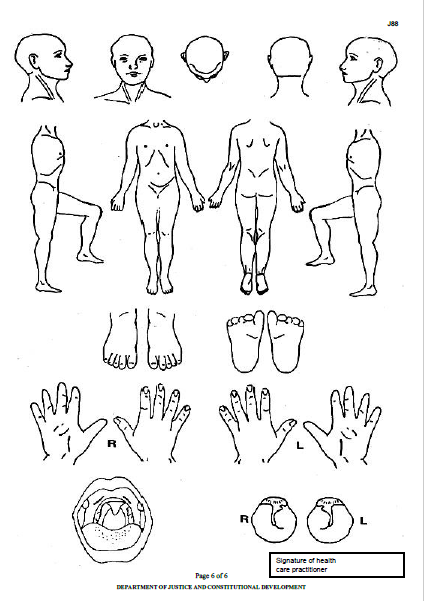 J88
R
L
R
L
Signature of health
care practitioner
Page 6 of 6
DEPARTMENT OF JUSTICE AND CONSTITUTIONAL DEVELOPMENT